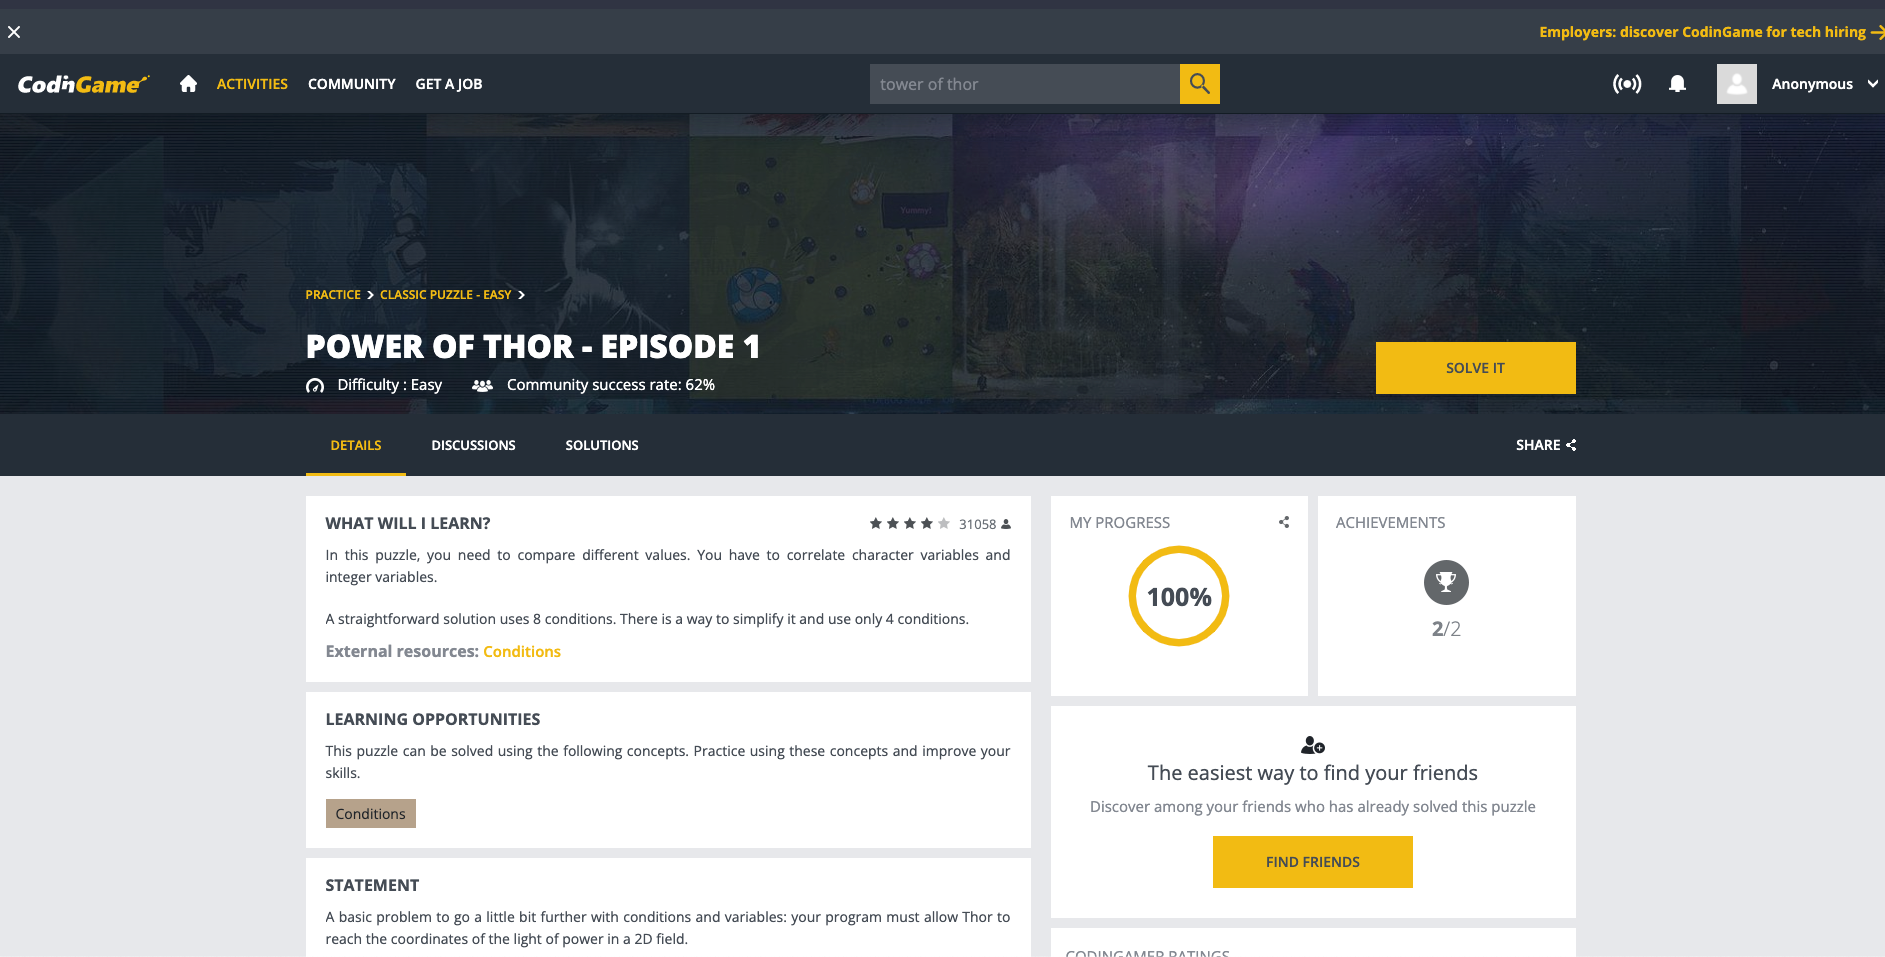 Employers: discover CodinGame for tech hiring
CodinGame
ACTIVITIES
COMMUNITY
GET A JOB
tower of thor
Anonymous
Yummy!
PRACTICE
CLASSIC PUZZLE - EASY
POWER OF THOR - EPISODE 1
Difficulty : Easy
Community success rate: 62%
SOLVE IT
DETAILS
DISCUSSIONS
SOLUTIONS
SHARE
WHAT WILL I LEARN?
31058
In this puzzle, you need to compare different values. You have to correlate character variables and
integer variables.
A straightforward solution uses 8 conditions. There is a way to simplify it and use only 4 conditions.
External resources: Conditions
LEARNING OPPORTUNITIES
This puzzle can be solved using the following concepts. Practice using these concepts and improve your
skills.
Conditions
STATEMENT
A basic problem to go a little bit further with conditions and variables: your program must allow Thor to
reach the coordinates of the light of power in a 2D field.
MY PROGRESS
100%
ACHIEVEMENTS
2/2
The easiest way to find your friends
Discover among your friends who has already solved this puzzle
FIND FRIENDS
CODINGAMER RATINGS